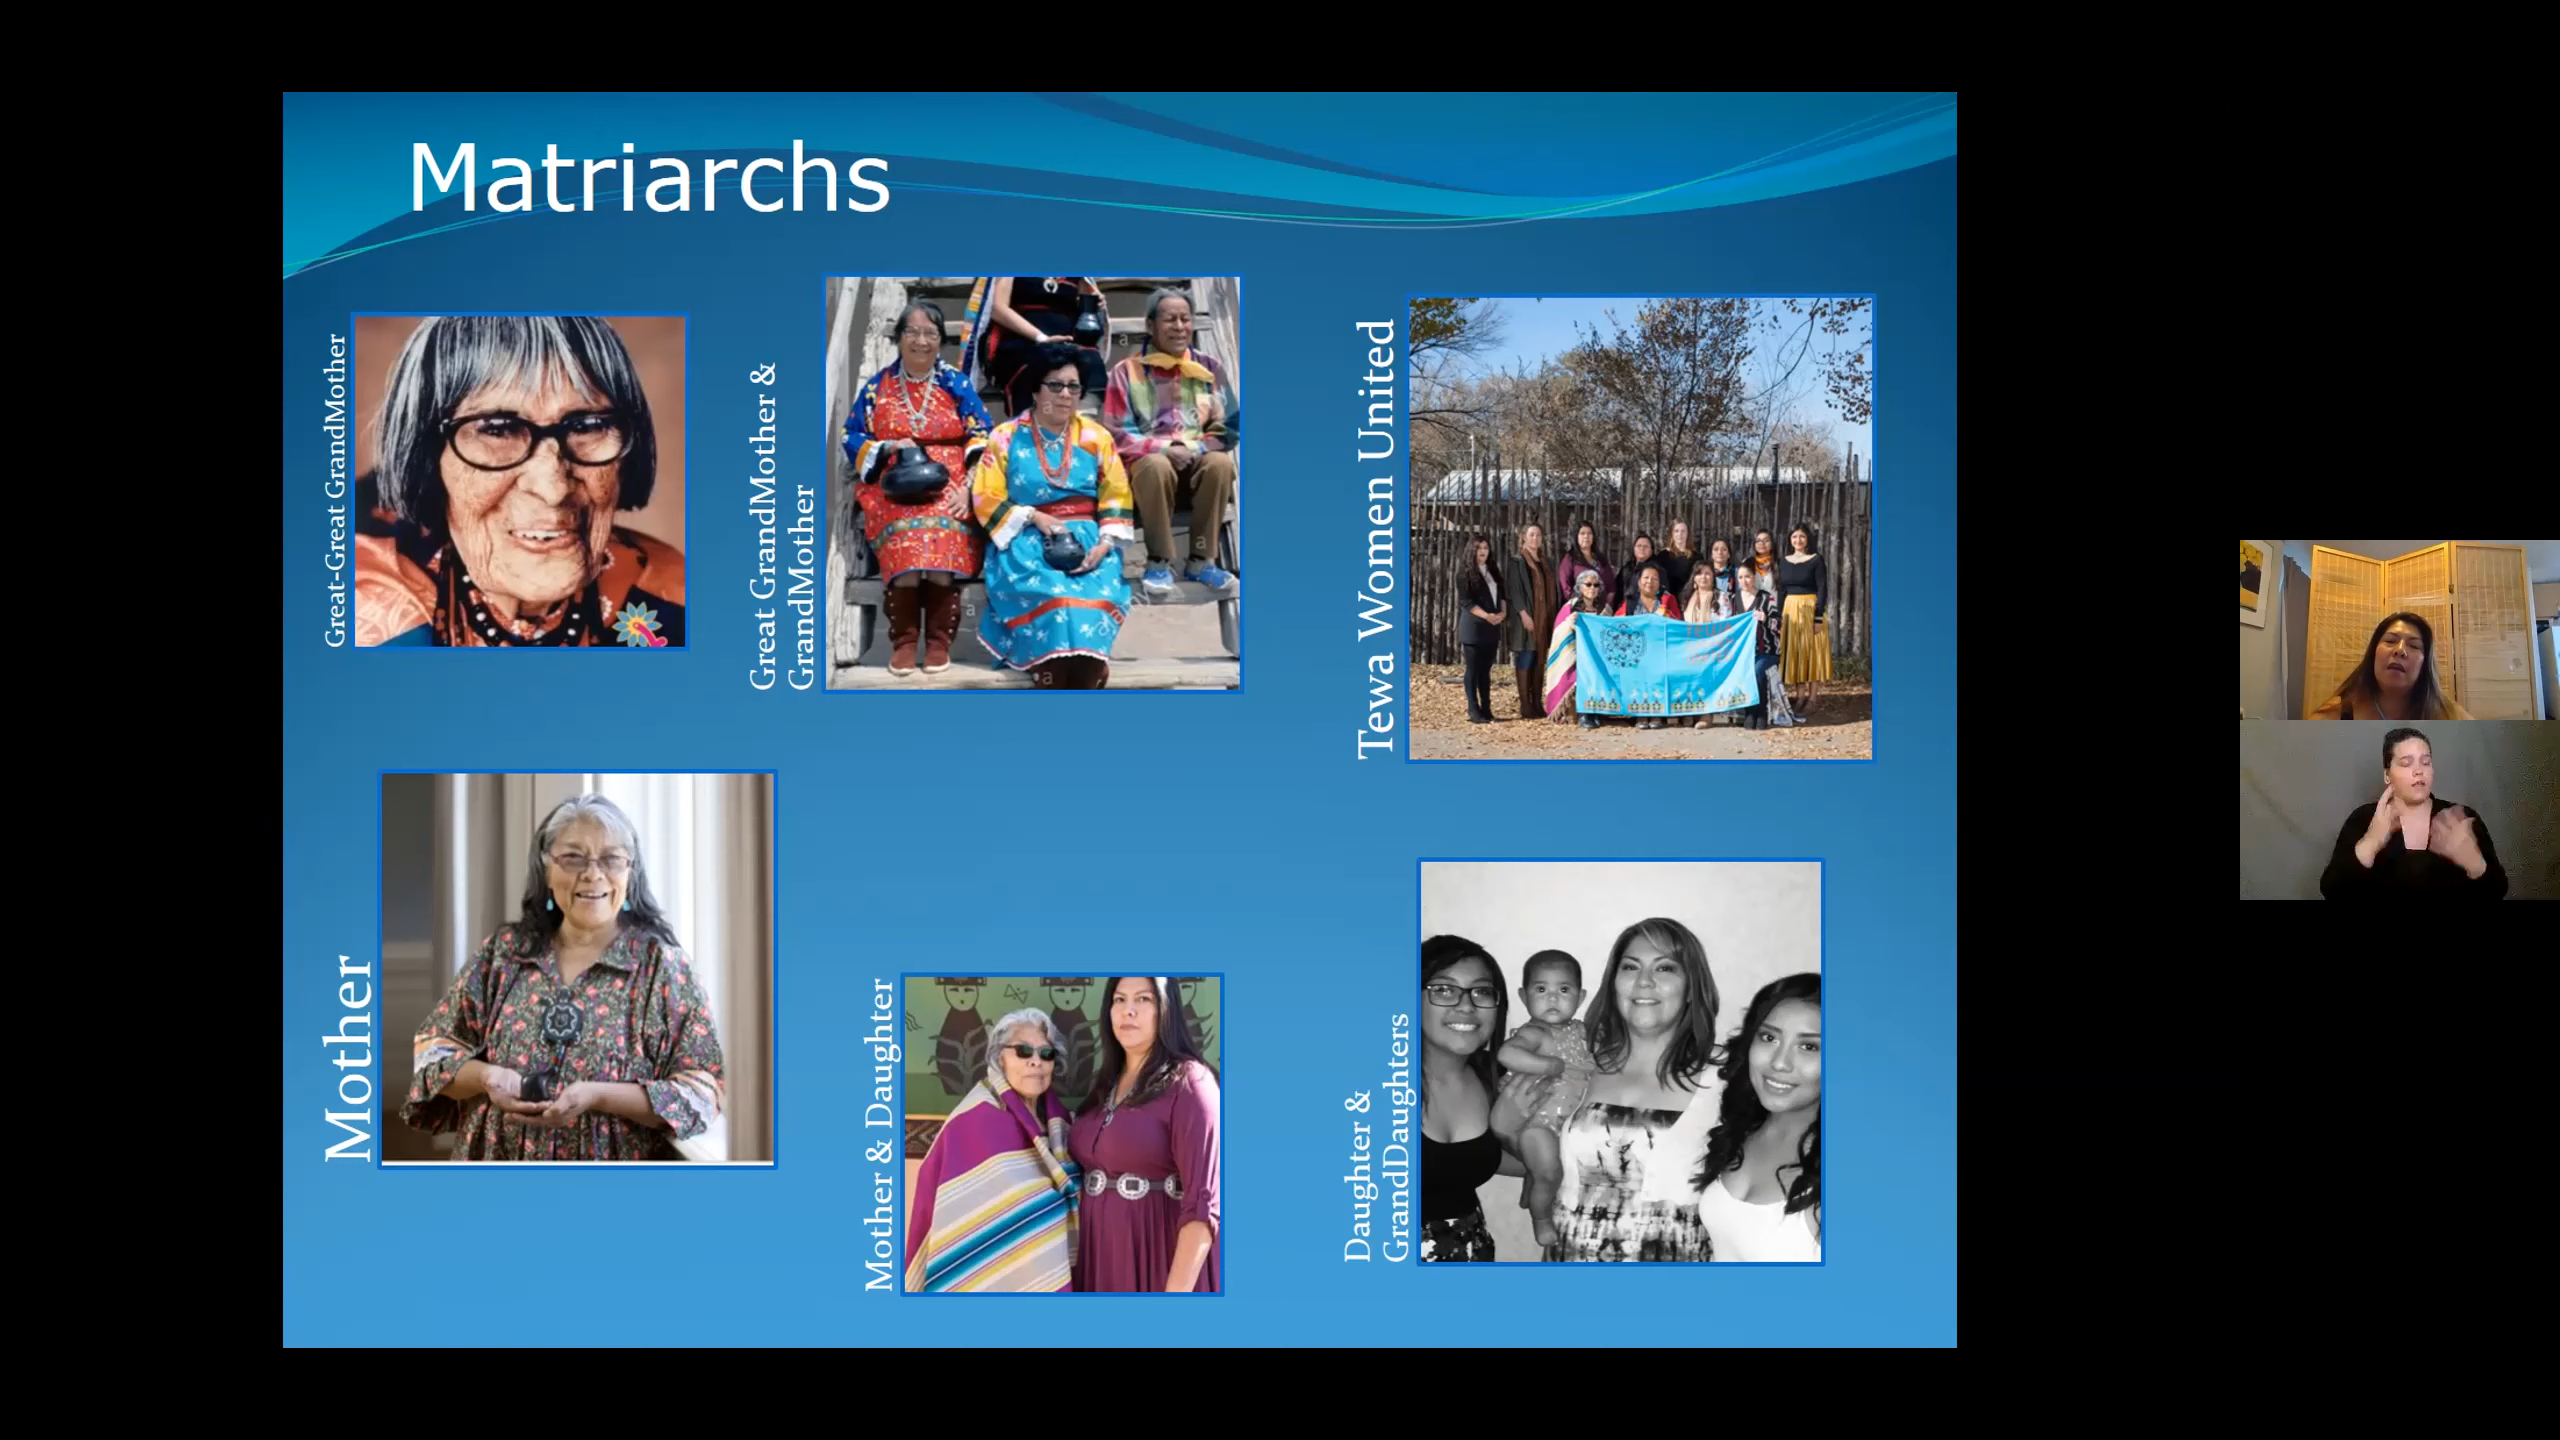 Matriarchs
Great-Great GrandMother
Great GrandMother &
GrandMother
Tewa Women United
Mother
Mother & Daughter
Daughter &
GrandDaughters